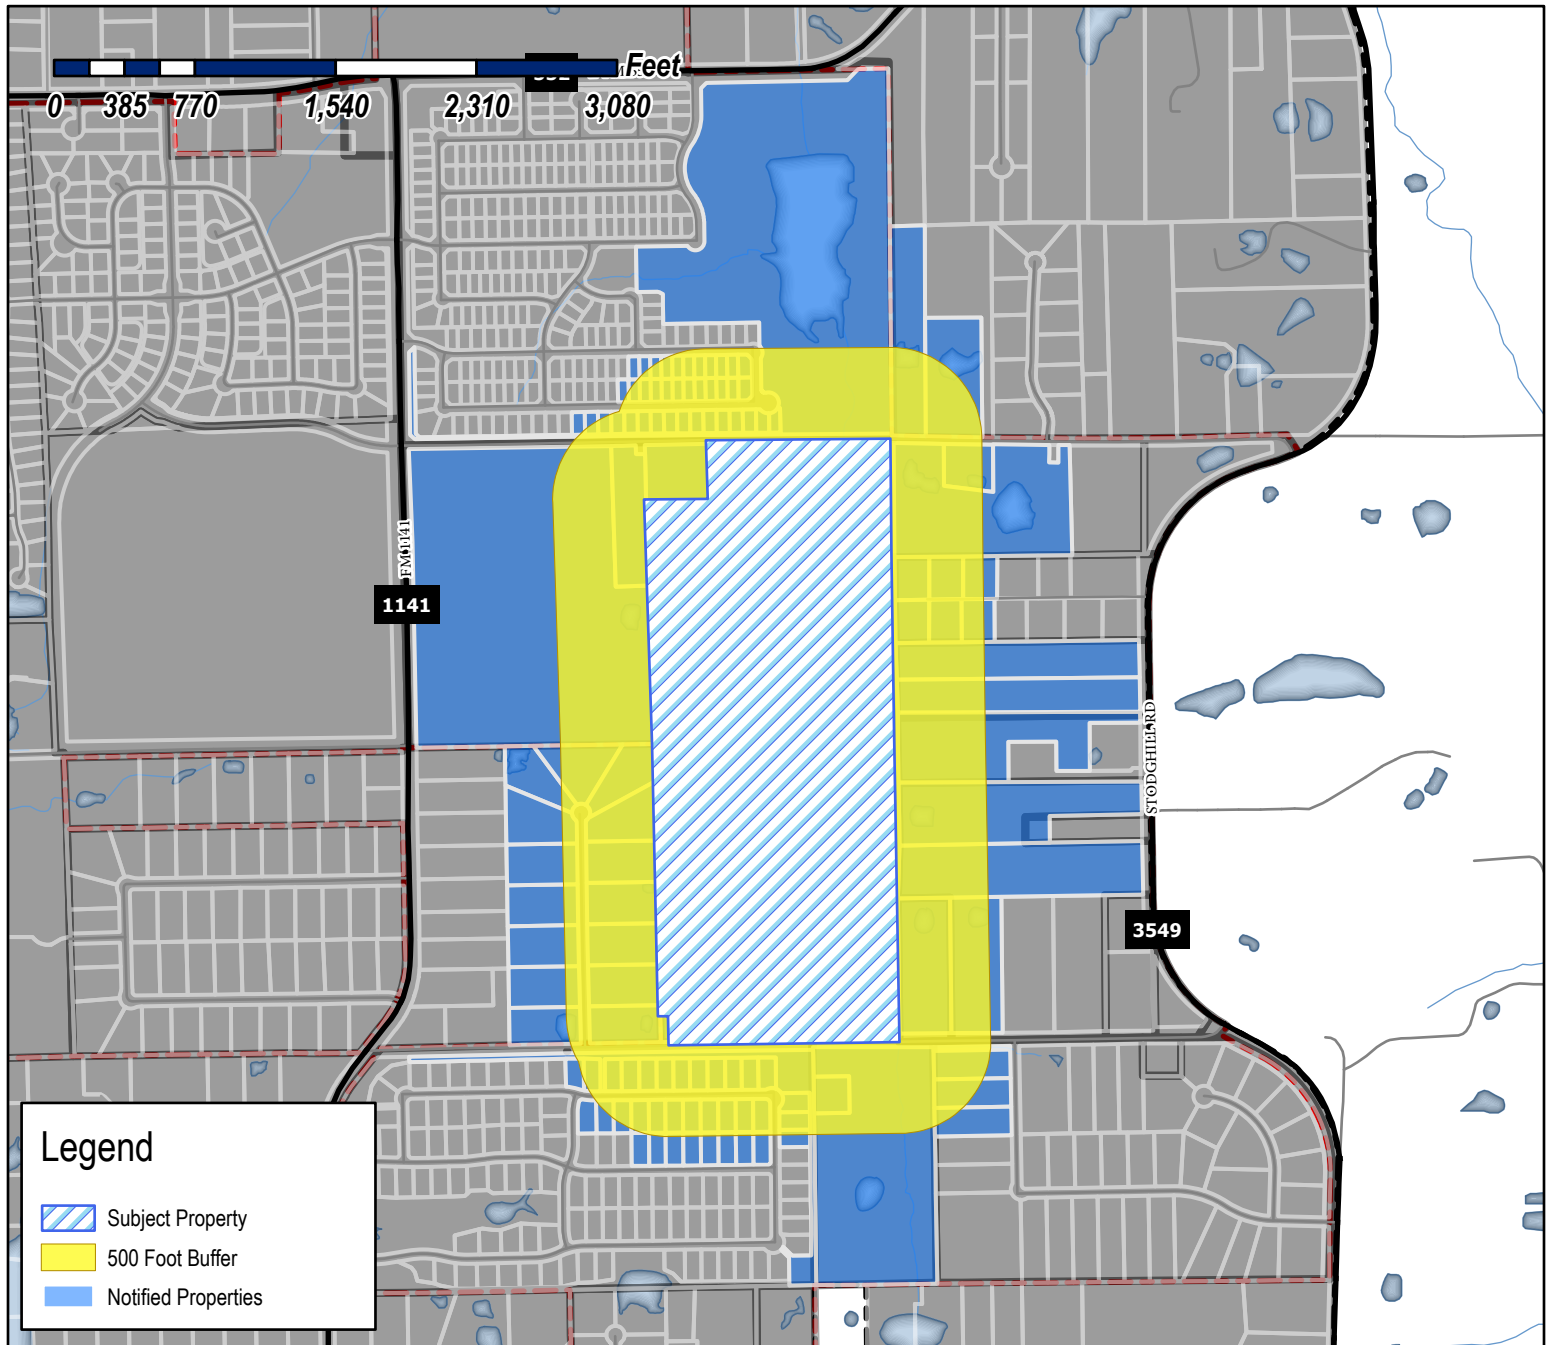 Feet
0 385 770 1,540 2,310 3,080
FM 1141
1141
STODGHILL RD
3549
Legend
Subject Property
500 Foot Buffer
Notified Properties